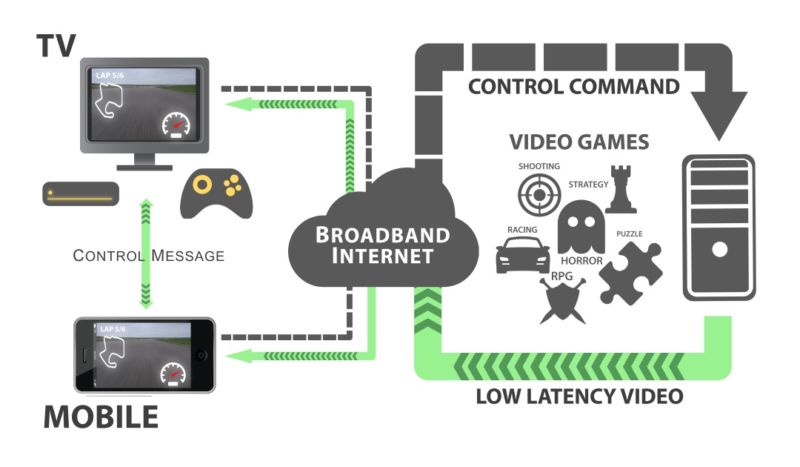 TV
LAP 5/6
CONTROL MESSAGE
LAP 5/6
MOBILE
BROADBAND
INTERNET
CONTROL COMMAND
VIDEO GAMES
SHOOTING
STRATEGY
RACING
PUZZLE
HORROR
RPG
LOW LATENCY VIDEO